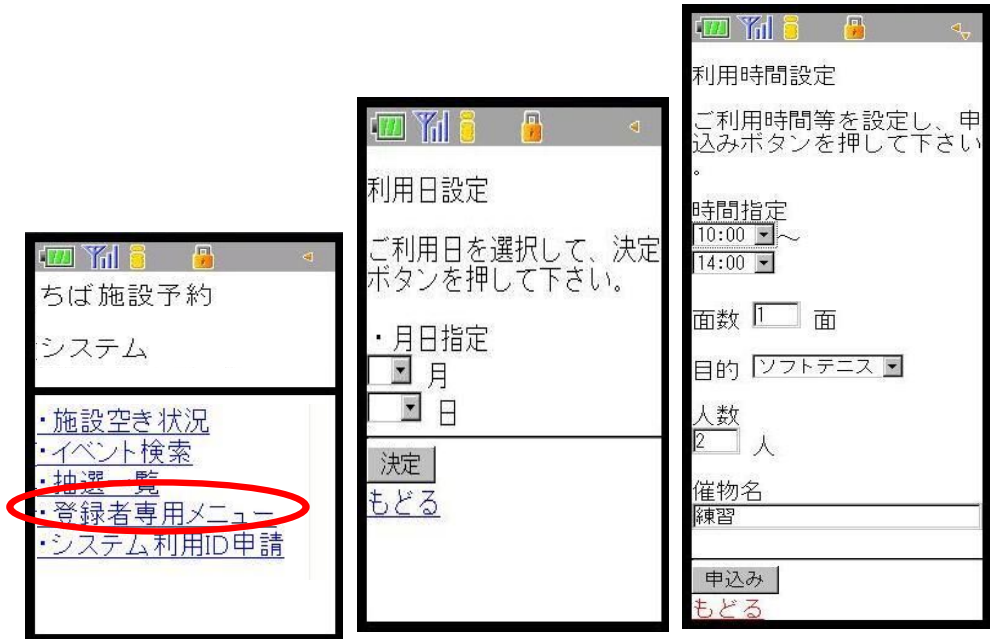 ちば施設予約
システム
・施設空き状況
・イベント検索
・抽選一覧
・登録者専用メニュー
・システム利用ID申請
利用日設定
ご利用日を選択して、決定
ボタンを押して下さい。
・月日指定
月
日
決定
もどる
利用時間設定
ご利用時間等を設定し、申
込みボタンを押して下さい
。
時間指定
10:00 ～
14:00
面数 1 面
目的 ソフトテニス
人数
2 人
催物名
練習
申込み
もどる